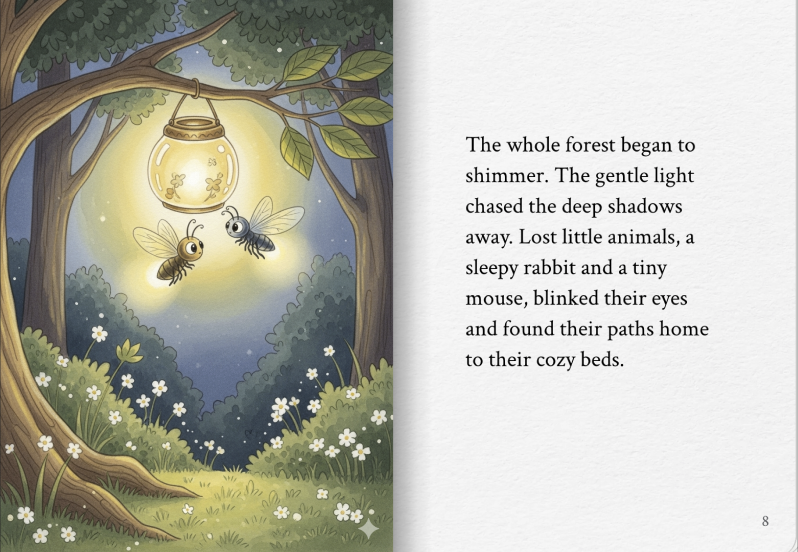 The whole forest began to
shimmer. The gentle light
chased the deep shadows
away. Lost little animals, a
sleepy rabbit and a tiny
mouse, blinked their eyes
and found their paths home
to their cozy beds.
8